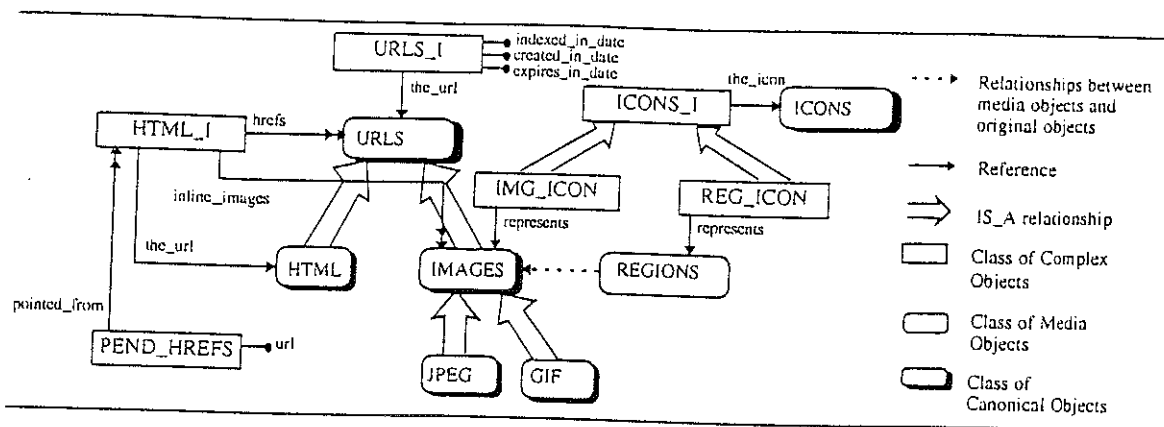 URLS_I
indexed_in_date
created_in_date
expires_in_date
the_url
HTML_I
hrefs
URLS
inline_images
the_url
HTML
pointed_from
PEND_HREFS
url
ICONS_I
the_icon
ICONS
IMG_ICON
REG_ICON
represents
represents
IMAGES
REGIONS
JPEG
GIF
Relationships between
media objects and
original objects
Reference
IS_A relationship
Class of Complex
Objects
Class of Media
Objects
Class of
Canonical Objects